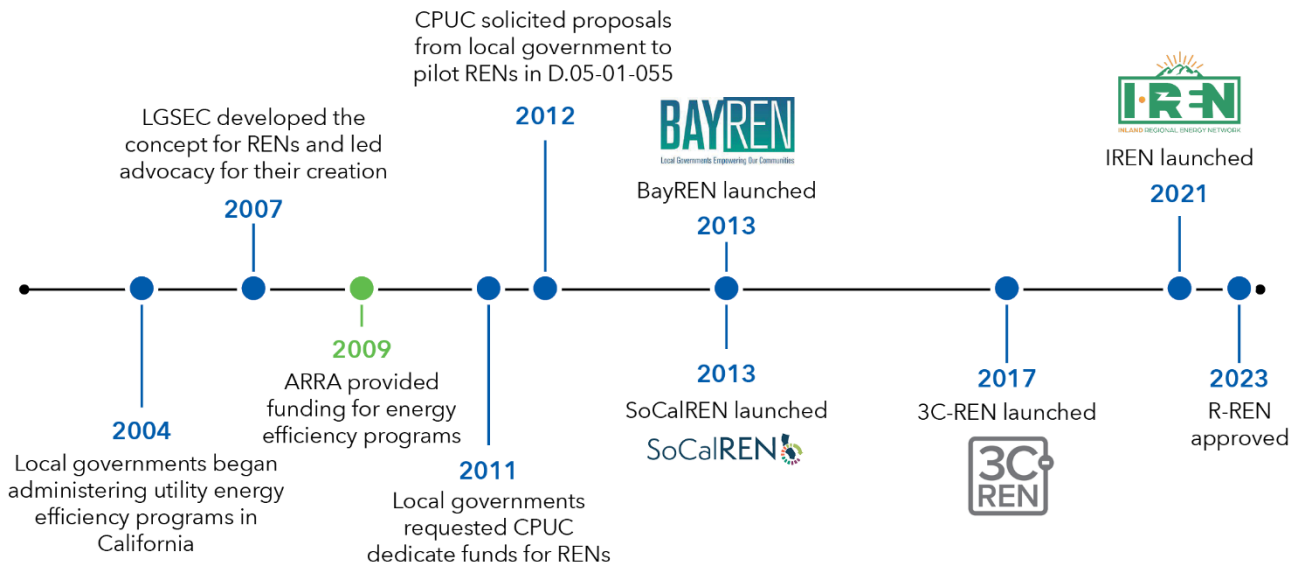 CPUC solicited proposals
from local government to
pilot RENs in D.05-01-055
2012
LGSEC developed the
concept for RENs and led
advocacy for their creation
2007
BAYREN
Local Governments Empowering Our Communities
BayREN launched
2013
I·REN
INLAND REGIONAL ENERGY NETWORK
IREN launched
2021
2004
Local governments began
administering utility energy
efficiency programs in
California
2009
ARRA provided
funding for energy
efficiency programs
2011
Local governments
requested CPUC
dedicate funds for RENs
2013
SoCalREN launched
SoCalREN
2017
3C-REN launched
3C-
REN
2023
R-REN
approved